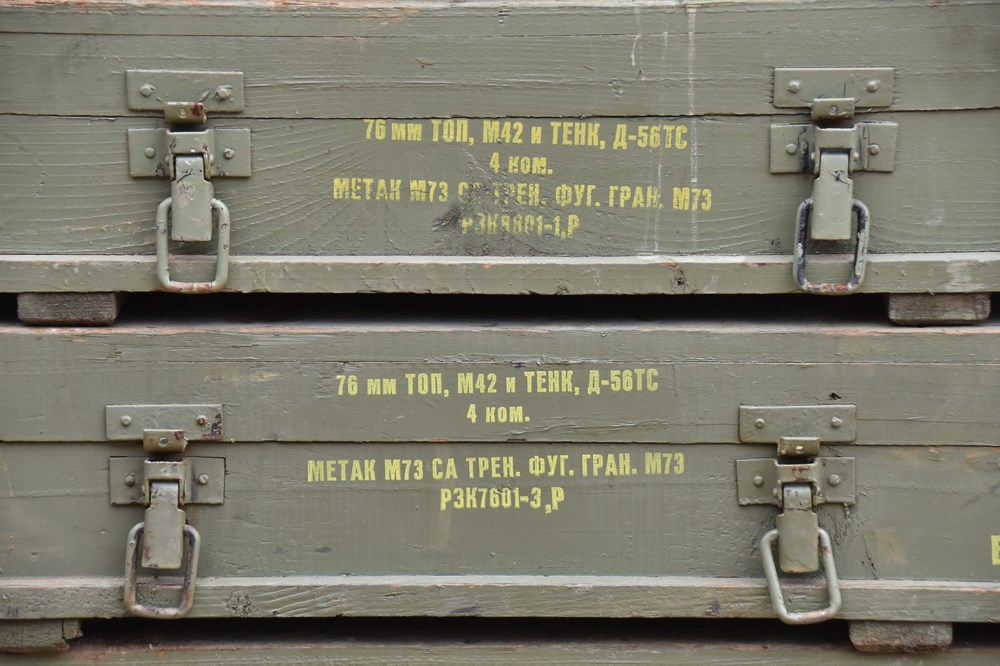 76 мм ТОП, М42 и ТЕНК, Д-56ТС
4 ком.
МЕТАК М73 СА ТРЕН. ФУГ. ГРАН. М73
76 мм ТОП, М42 и ТЕНК, Д-56ТС
4 ком.
МЕТАК М73 СА ТРЕН. ФУГ. ГРАН. М73
РЗК7601-3,Р